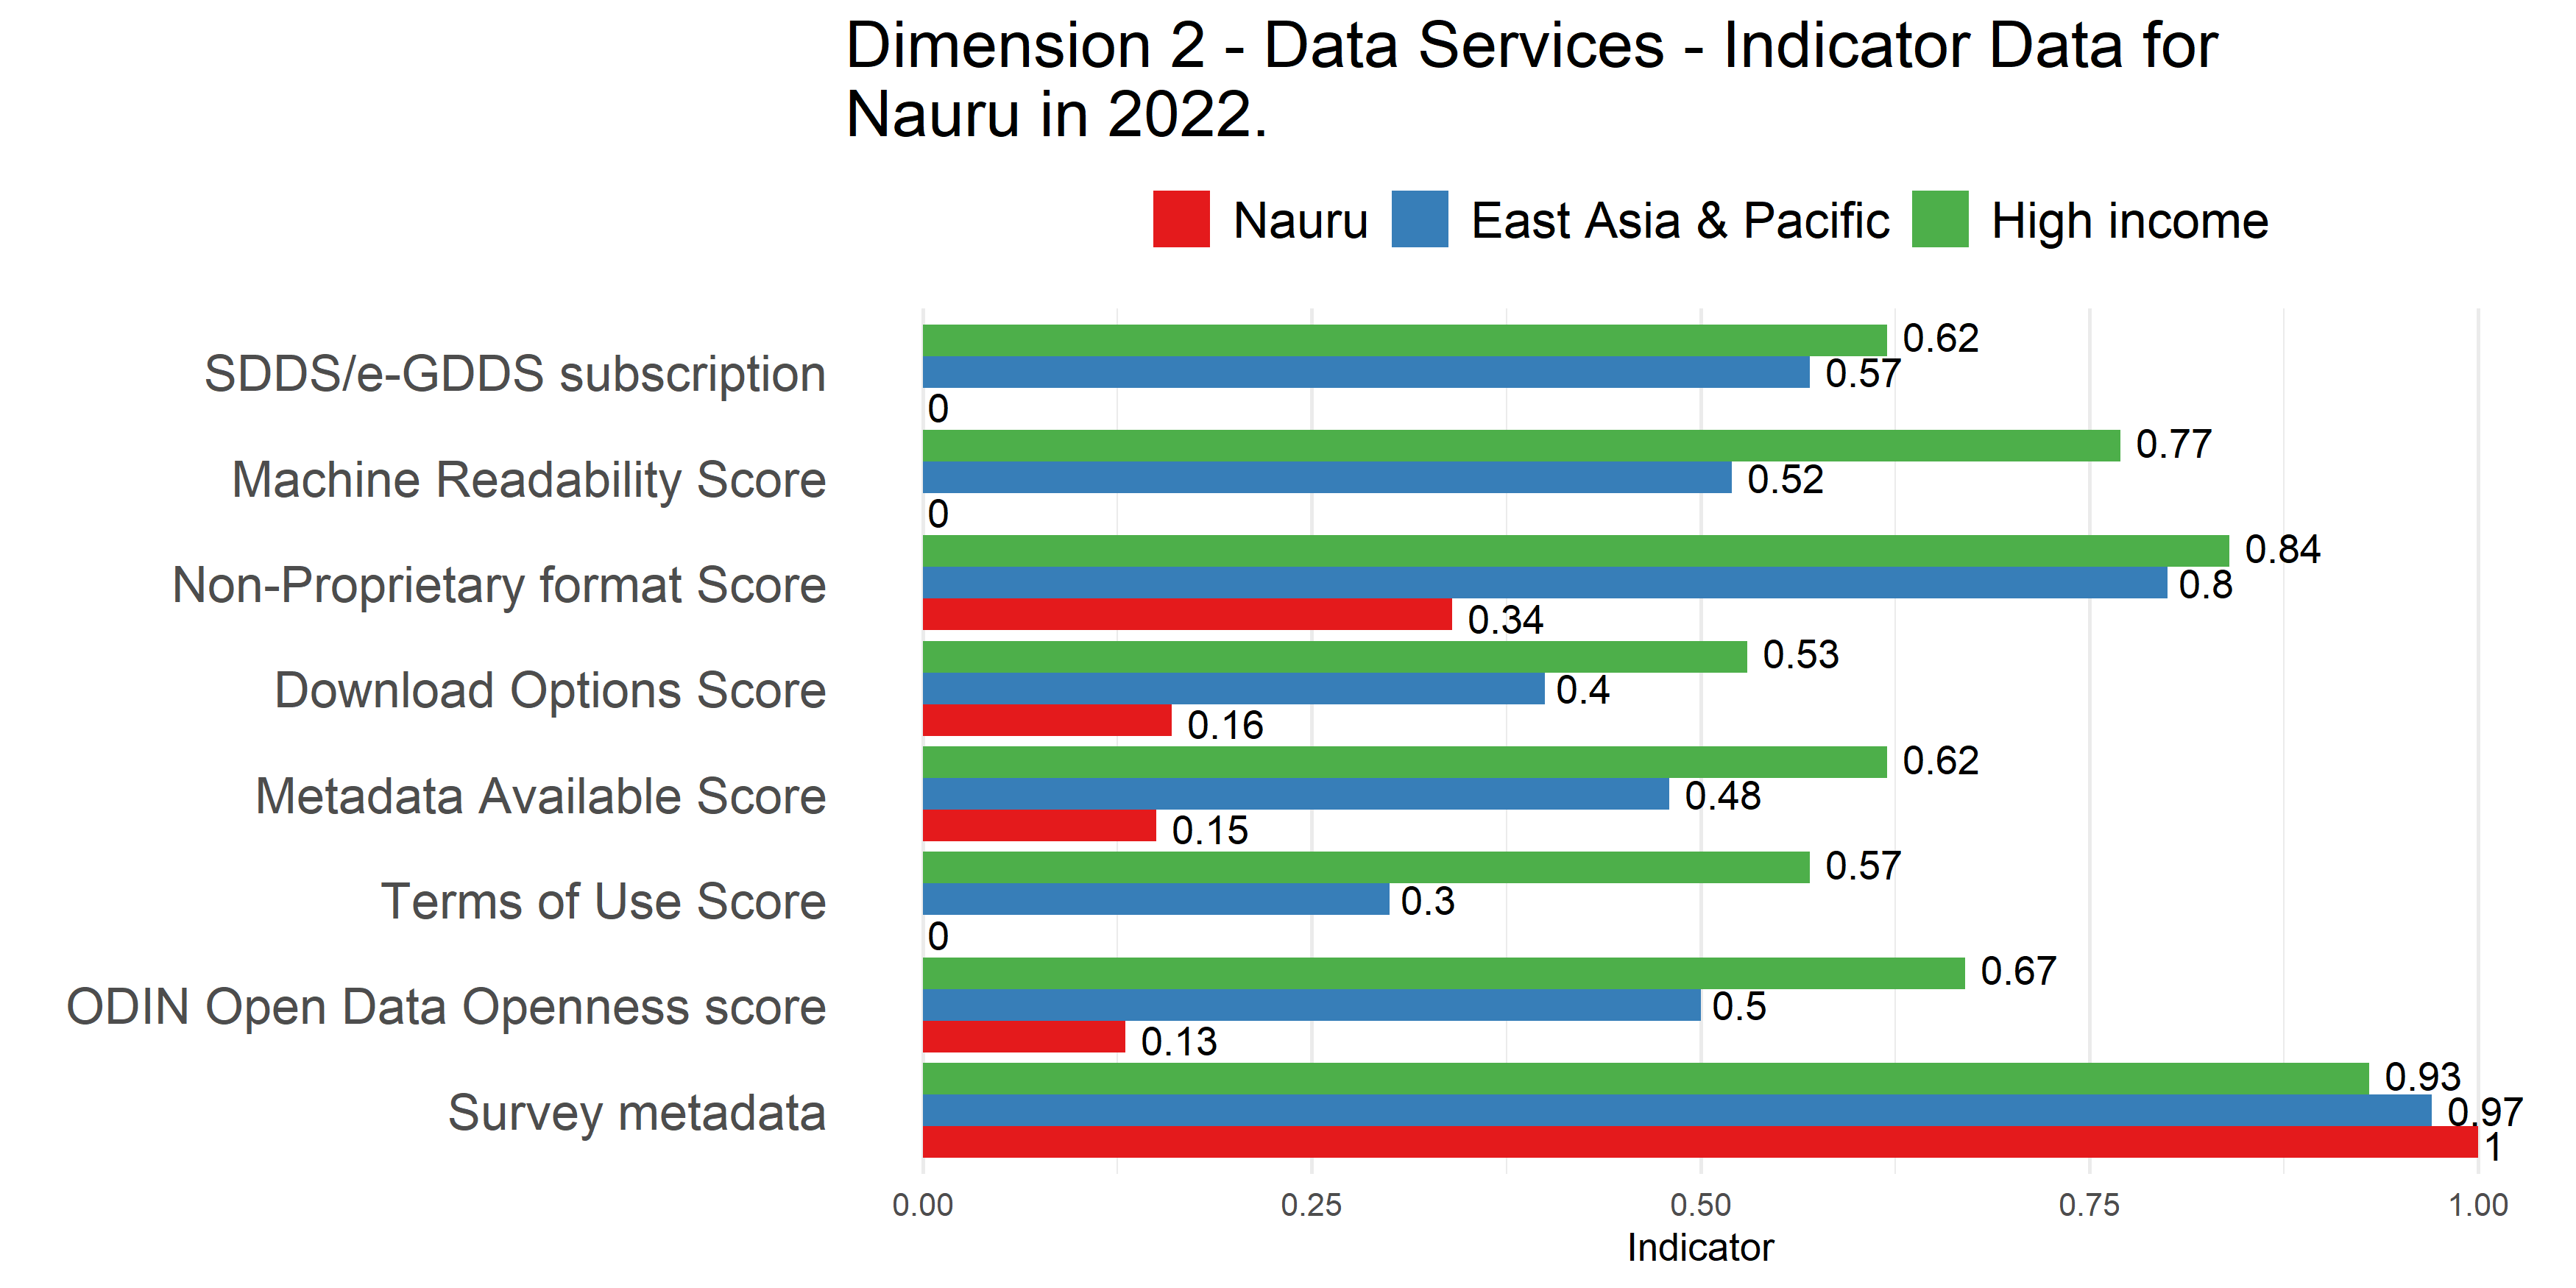 Dimension 2 - Data Services - Indicator Data for
Nauru in 2022.
Nauru
East Asia & Pacific
High income
SDDS/e-GDDS subscription
0.62
0.57
0
Machine Readability Score
0.77
0.52
0
Non-Proprietary format Score
0.84
0.8
0.34
Download Options Score
0.53
0.4
0.16
Metadata Available Score
0.62
0.48
0.15
Terms of Use Score
0.57
0.3
0
ODIN Open Data Openness score
0.67
0.5
0.13
Survey metadata
0.93
0.97
1
0.00 0.25 0.50 0.75 1.00
Indicator